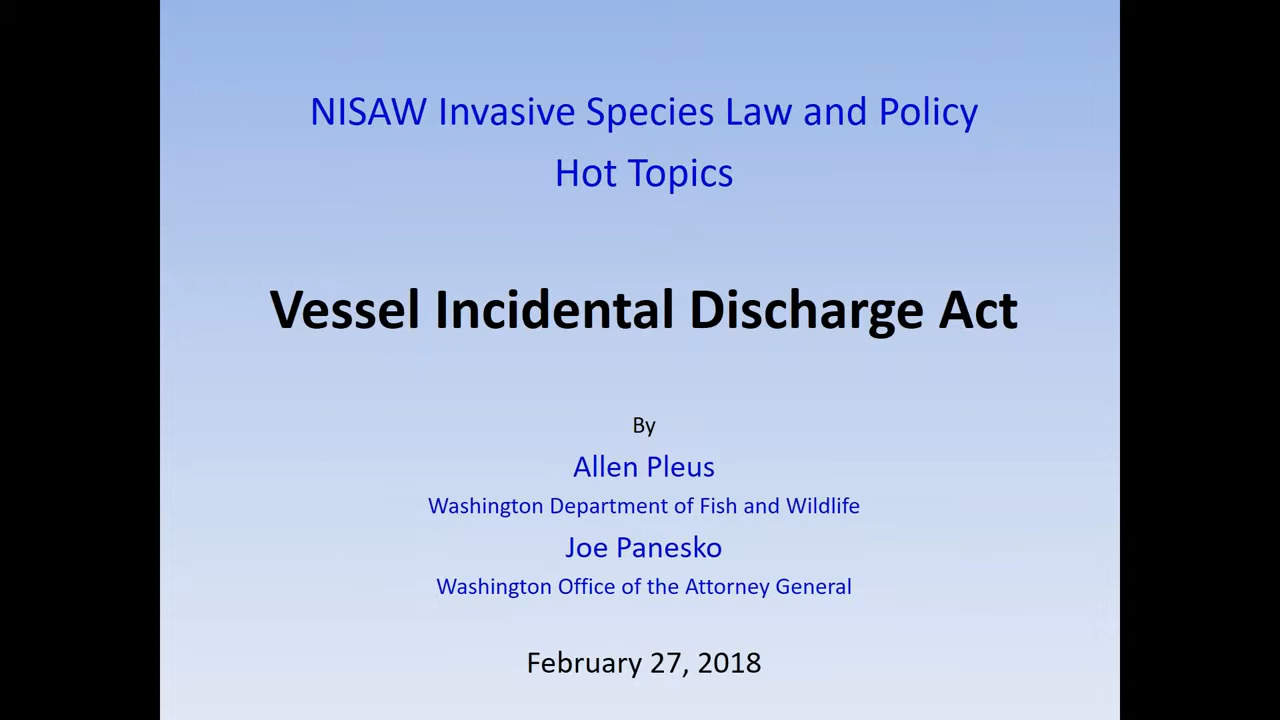 NISAW Invasive Species Law and Policy
Hot Topics
Vessel Incidental Discharge Act
By
Allen Pleus
Washington Department of Fish and Wildlife
Joe Panesko
Washington Office of the Attorney General
February 27, 2018